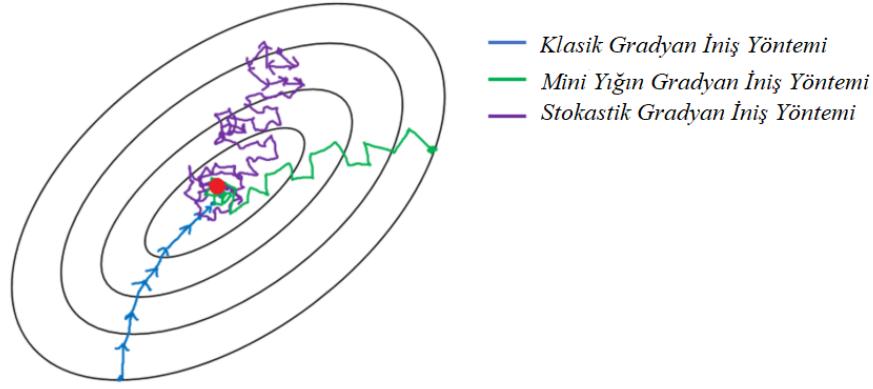 Klasik Gradyan İniş Yöntemi
Mini Yığın Gradyan İniş Yöntemi
Stokastik Gradyan İniş Yöntemi